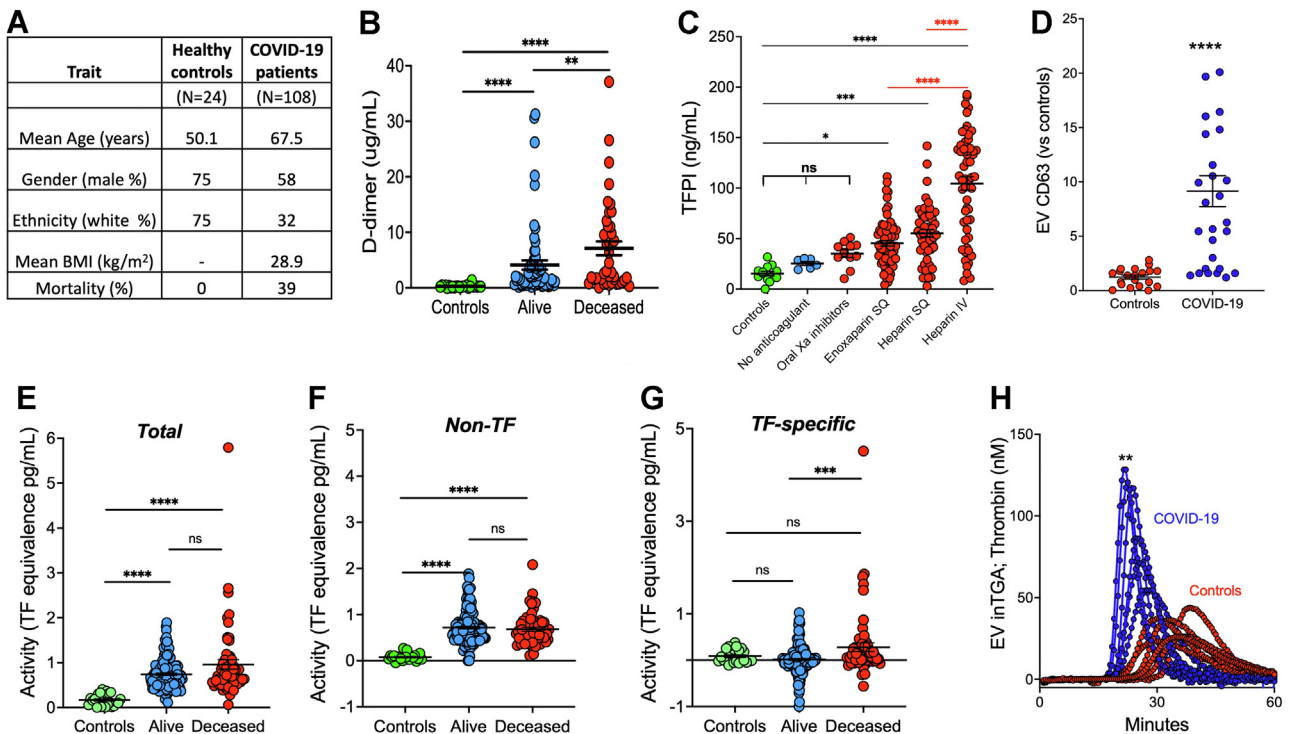 A
Trait Healthy controls COVID-19 patients
(N=24) (N=108)
Mean Age (years) 50.1 67.5
Gender (male %) 75 58
Ethnicity (white %) 75 32
Mean BMI (kg/m²) - 28.9
Mortality (%) 0 39
B
D-dimer (ug/mL)
40
30
20
10
0
****
****
**
Controls Alive Deceased
C
TFPI (ng/mL)
250
200
150
100
50
0
****
****
****
***
*
ns
Controls
No anticoagulant
Oral Xa inhibitors
Enoxaparin SQ
Heparin SQ
Heparin IV
D
EV CD63 (vs controls)
25
20
15
10
5
0
****
Controls COVID-19
E
Total
Activity (TF equivalence pg/mL)
6
5
4
3
2
1
0
****
ns
****
Controls Alive Deceased
F
Non-TF
Activity (TF equivalence pg/mL)
5
4
3
2
1
0
-1
****
ns
****
Controls Alive Deceased
G
TF-specific
Activity (TF equivalence pg/mL)
5
3
1
-1
***
ns
ns
Controls Alive Deceased
H
EV inTGA; Thrombin (nM)
150
100
50
0
**
COVID-19
Controls
0 30 60
Minutes